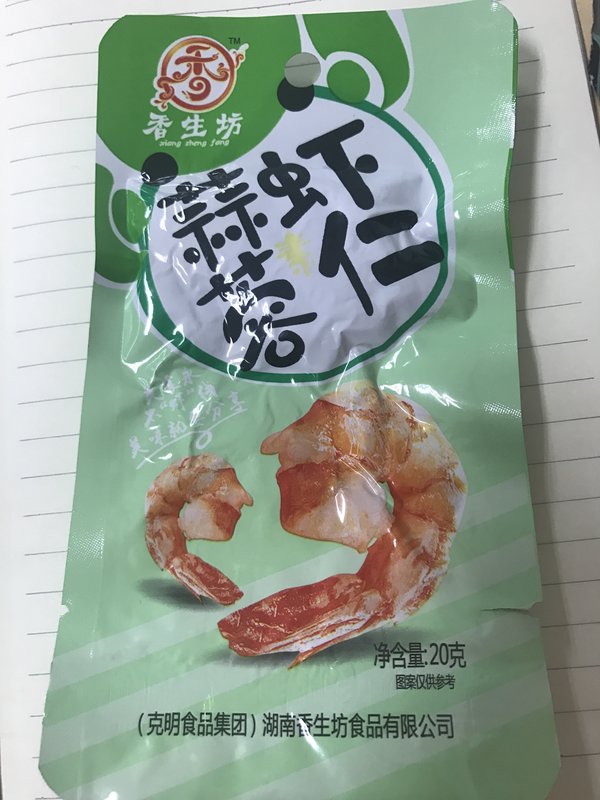 香
TM
香生坊
xiang sheng fang
蒜蓉
虾仁
净含量:20克
图案仅供参考
(克明食品集团) 湖南香生坊食品有限公司